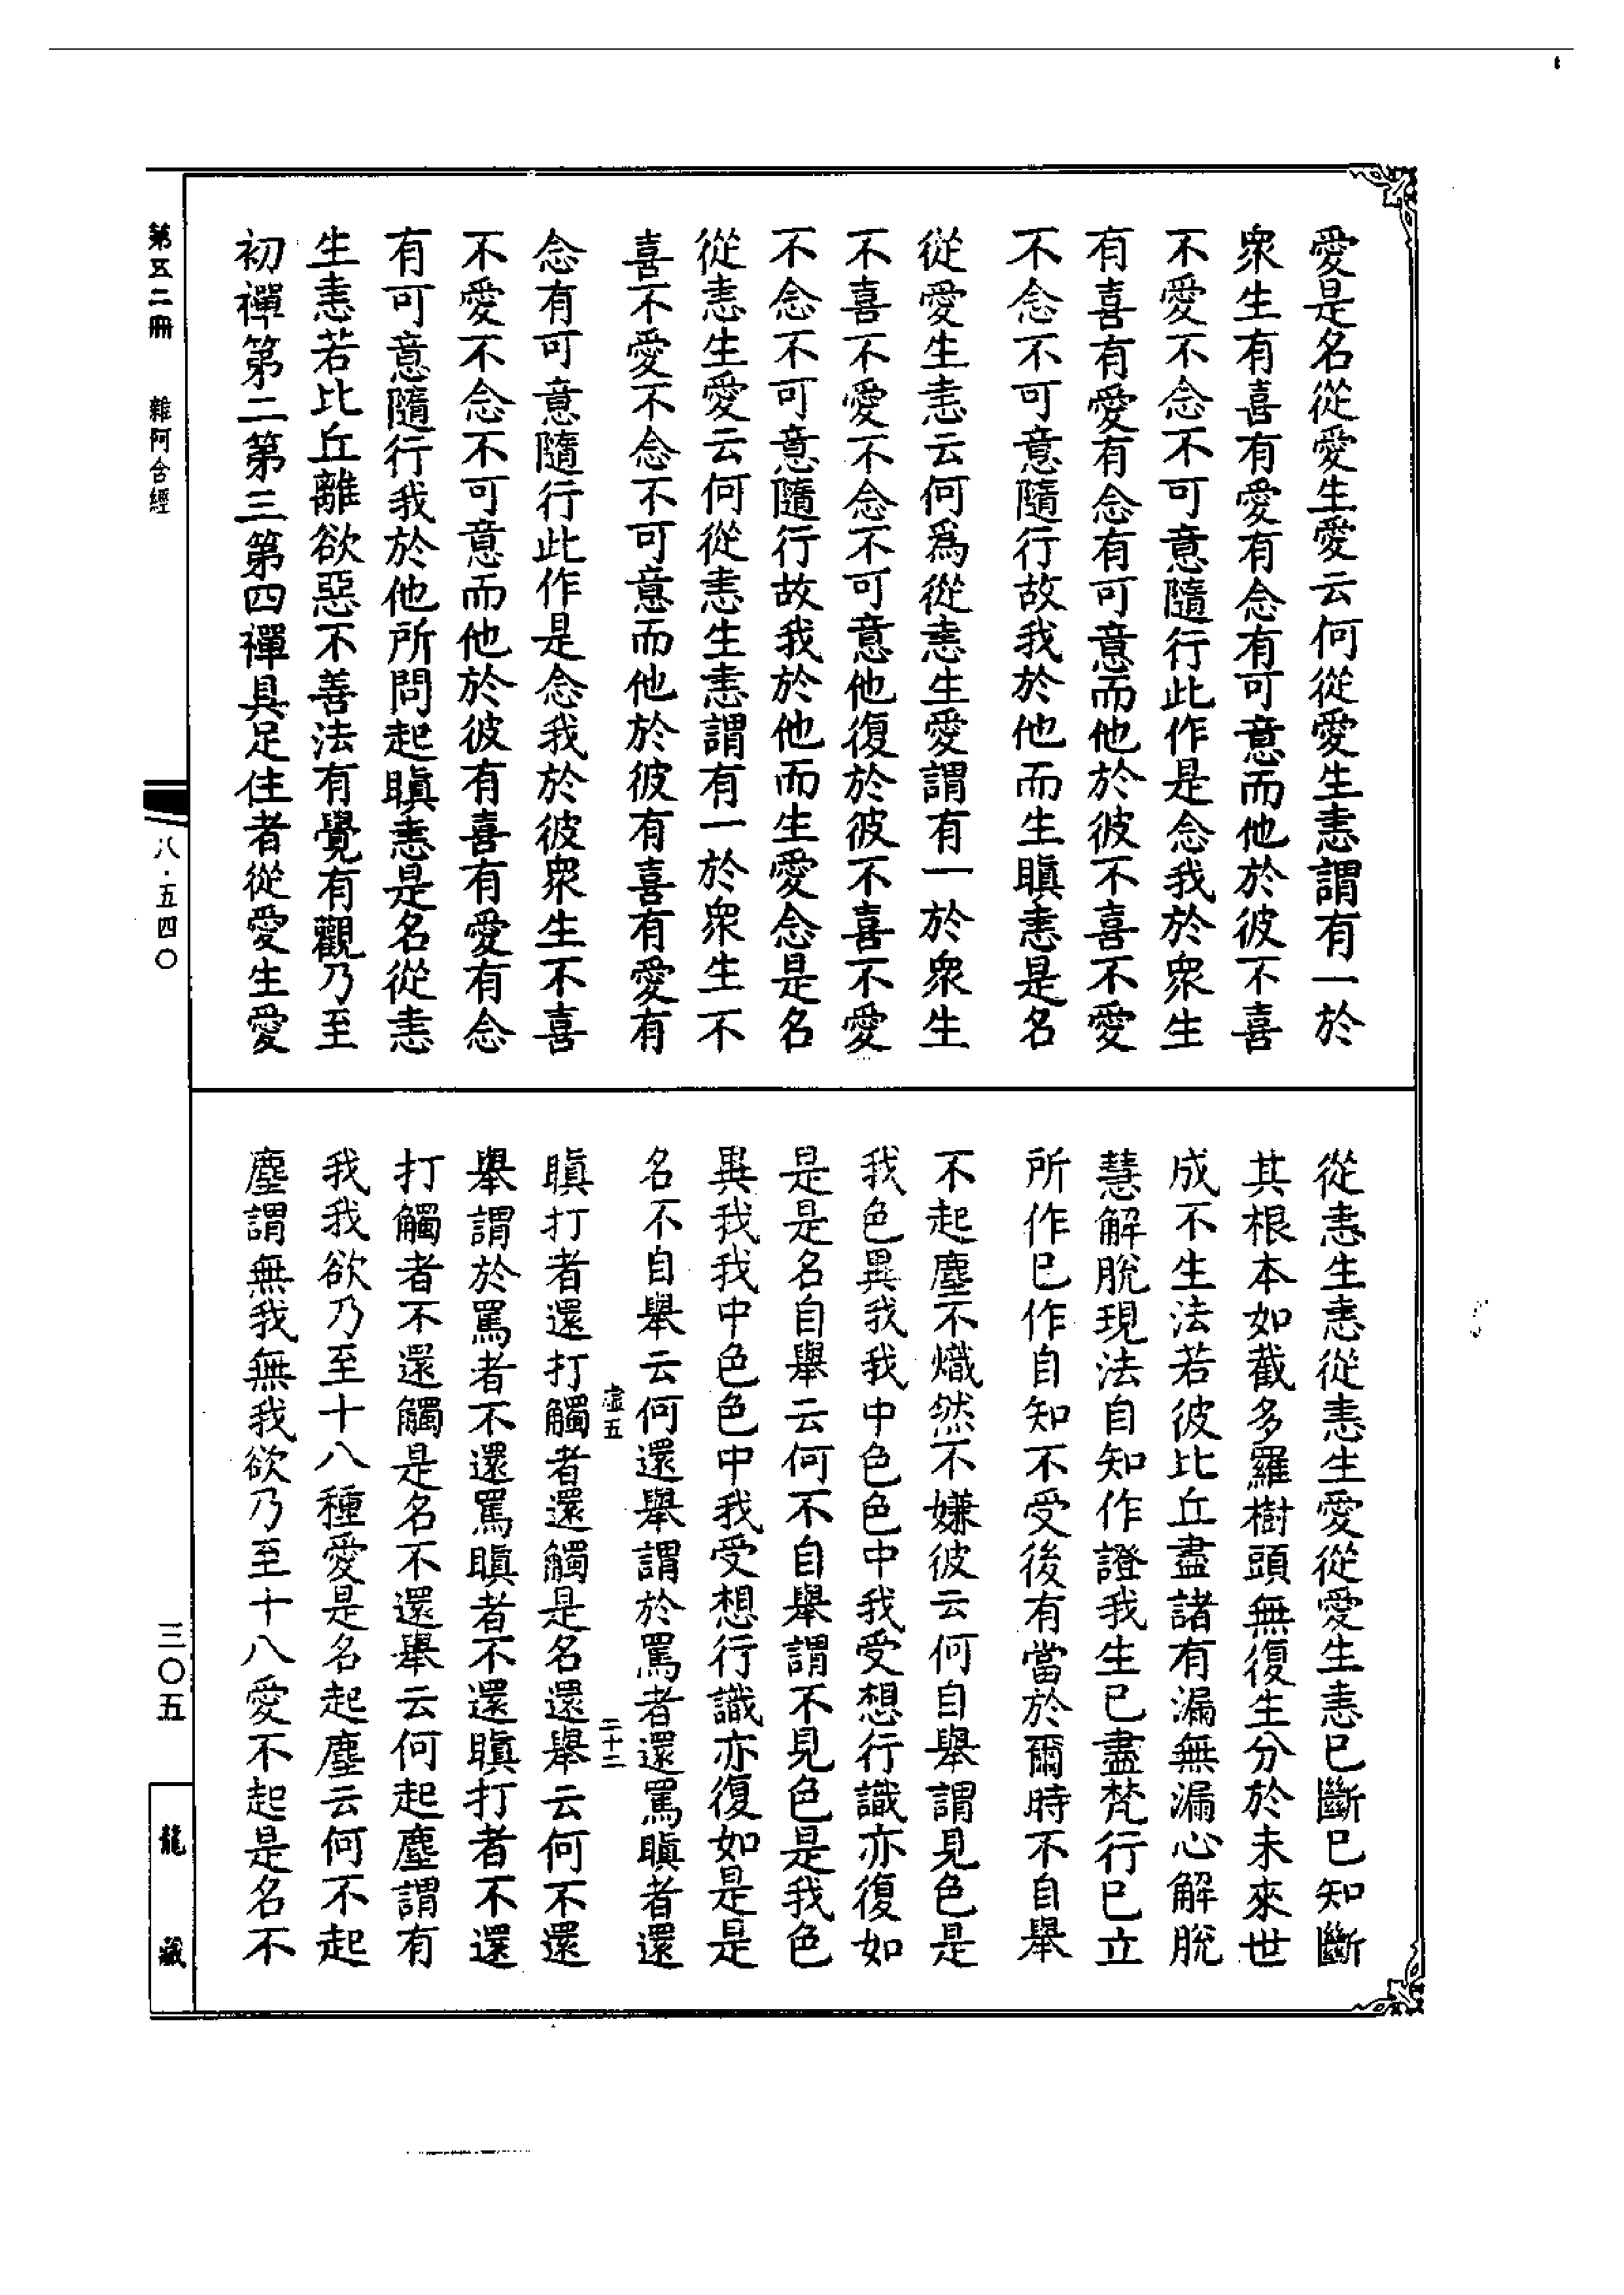 愛是名從愛生愛云何從愛生恚謂有一於
衆生有喜有愛有念有可意而他於彼不喜
不愛不念不可意隨行此作是念我於衆生
有喜有愛有念有可意而他於彼不喜不愛
不念不可意隨行故我於他而生瞋恚是名
從愛生恚云何爲從恚生愛謂有一於衆生
不喜不愛不念不可意他復於彼不喜不愛
不念不可意隨行故我於他而生愛念是名
從恚生愛云何從恚生恚謂有一於衆生不
喜不愛不念不可意而他於彼有喜有愛有
念有可意隨行此作是念我於彼衆生不喜
不愛不念不可意而他於彼有喜有愛有念
有可意隨行我於他所問起瞋恚是名從恚
生恚若比丘離欲惡不善法有覺有觀乃至
初禪第二第三第四禪具足住者從愛生愛
從恚生恚從恚生愛從愛生恚已斷已知斷
其根本如截多羅樹頭無復生分於未來世
成不生法若彼比丘盡諸有漏無漏心解脫
慧解脫現法自知作證我生已盡梵行已立
所作已作自知不受後有當於爾時不自舉
不起塵不熾然不嫌彼云何自舉謂見色是
我色異我我中色色中我受想行識亦復如
是是名自舉云何不自舉謂不見色是我色
異我我中色色中我受想行識亦復如是是
名不自舉云何還舉謂於罵者還罵瞋者還
虛五
二十二
瞋打者還打觸者還觸是名還舉云何不還
舉謂於罵者不還罵瞋者不還瞋打者不還
打觸者不還觸是名不還舉云何起塵謂有
我我欲乃至十八種愛是名起塵云何不起
塵謂無我無我欲乃至十八愛不起是名不
第五二冊
雜阿含經
八·五四〇
三〇五
龍藏